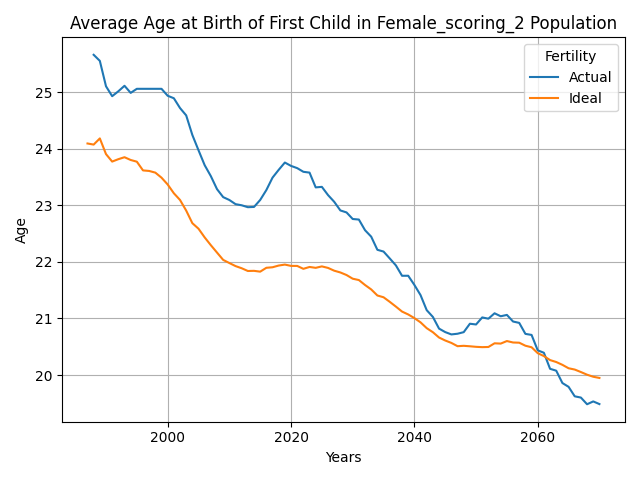 Average Age at Birth of First Child in Female_scoring_2 Population
Fertility
Actual
Ideal
25
24
23
22
21
20
Age
2000
2020
2040
2060
Years